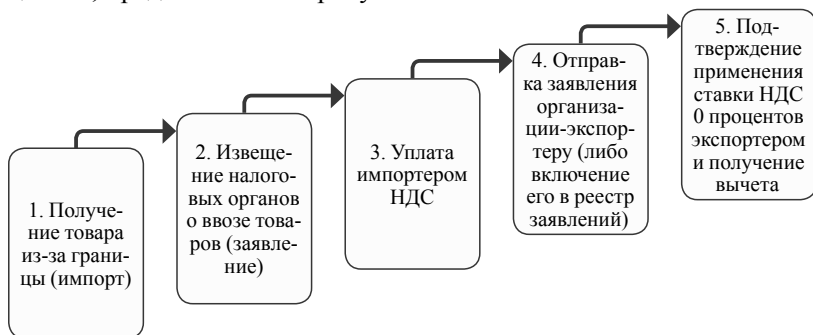 1. Получе-
ние товара
из-за грани-
цы (импорт)
2. Извеще-
ние налого-
вых органов
о ввозе това-
ров (заявле-
ние)
3. Уплата
импортером
НДС
4. Отправ-
ка заявления
организа-
ции-экспор-
теру (либо
включение
его в реестр
заявлений)
5. Под-
тверждение
применения
ставки НДС
0 процентов
экспортером
и получение
вычета